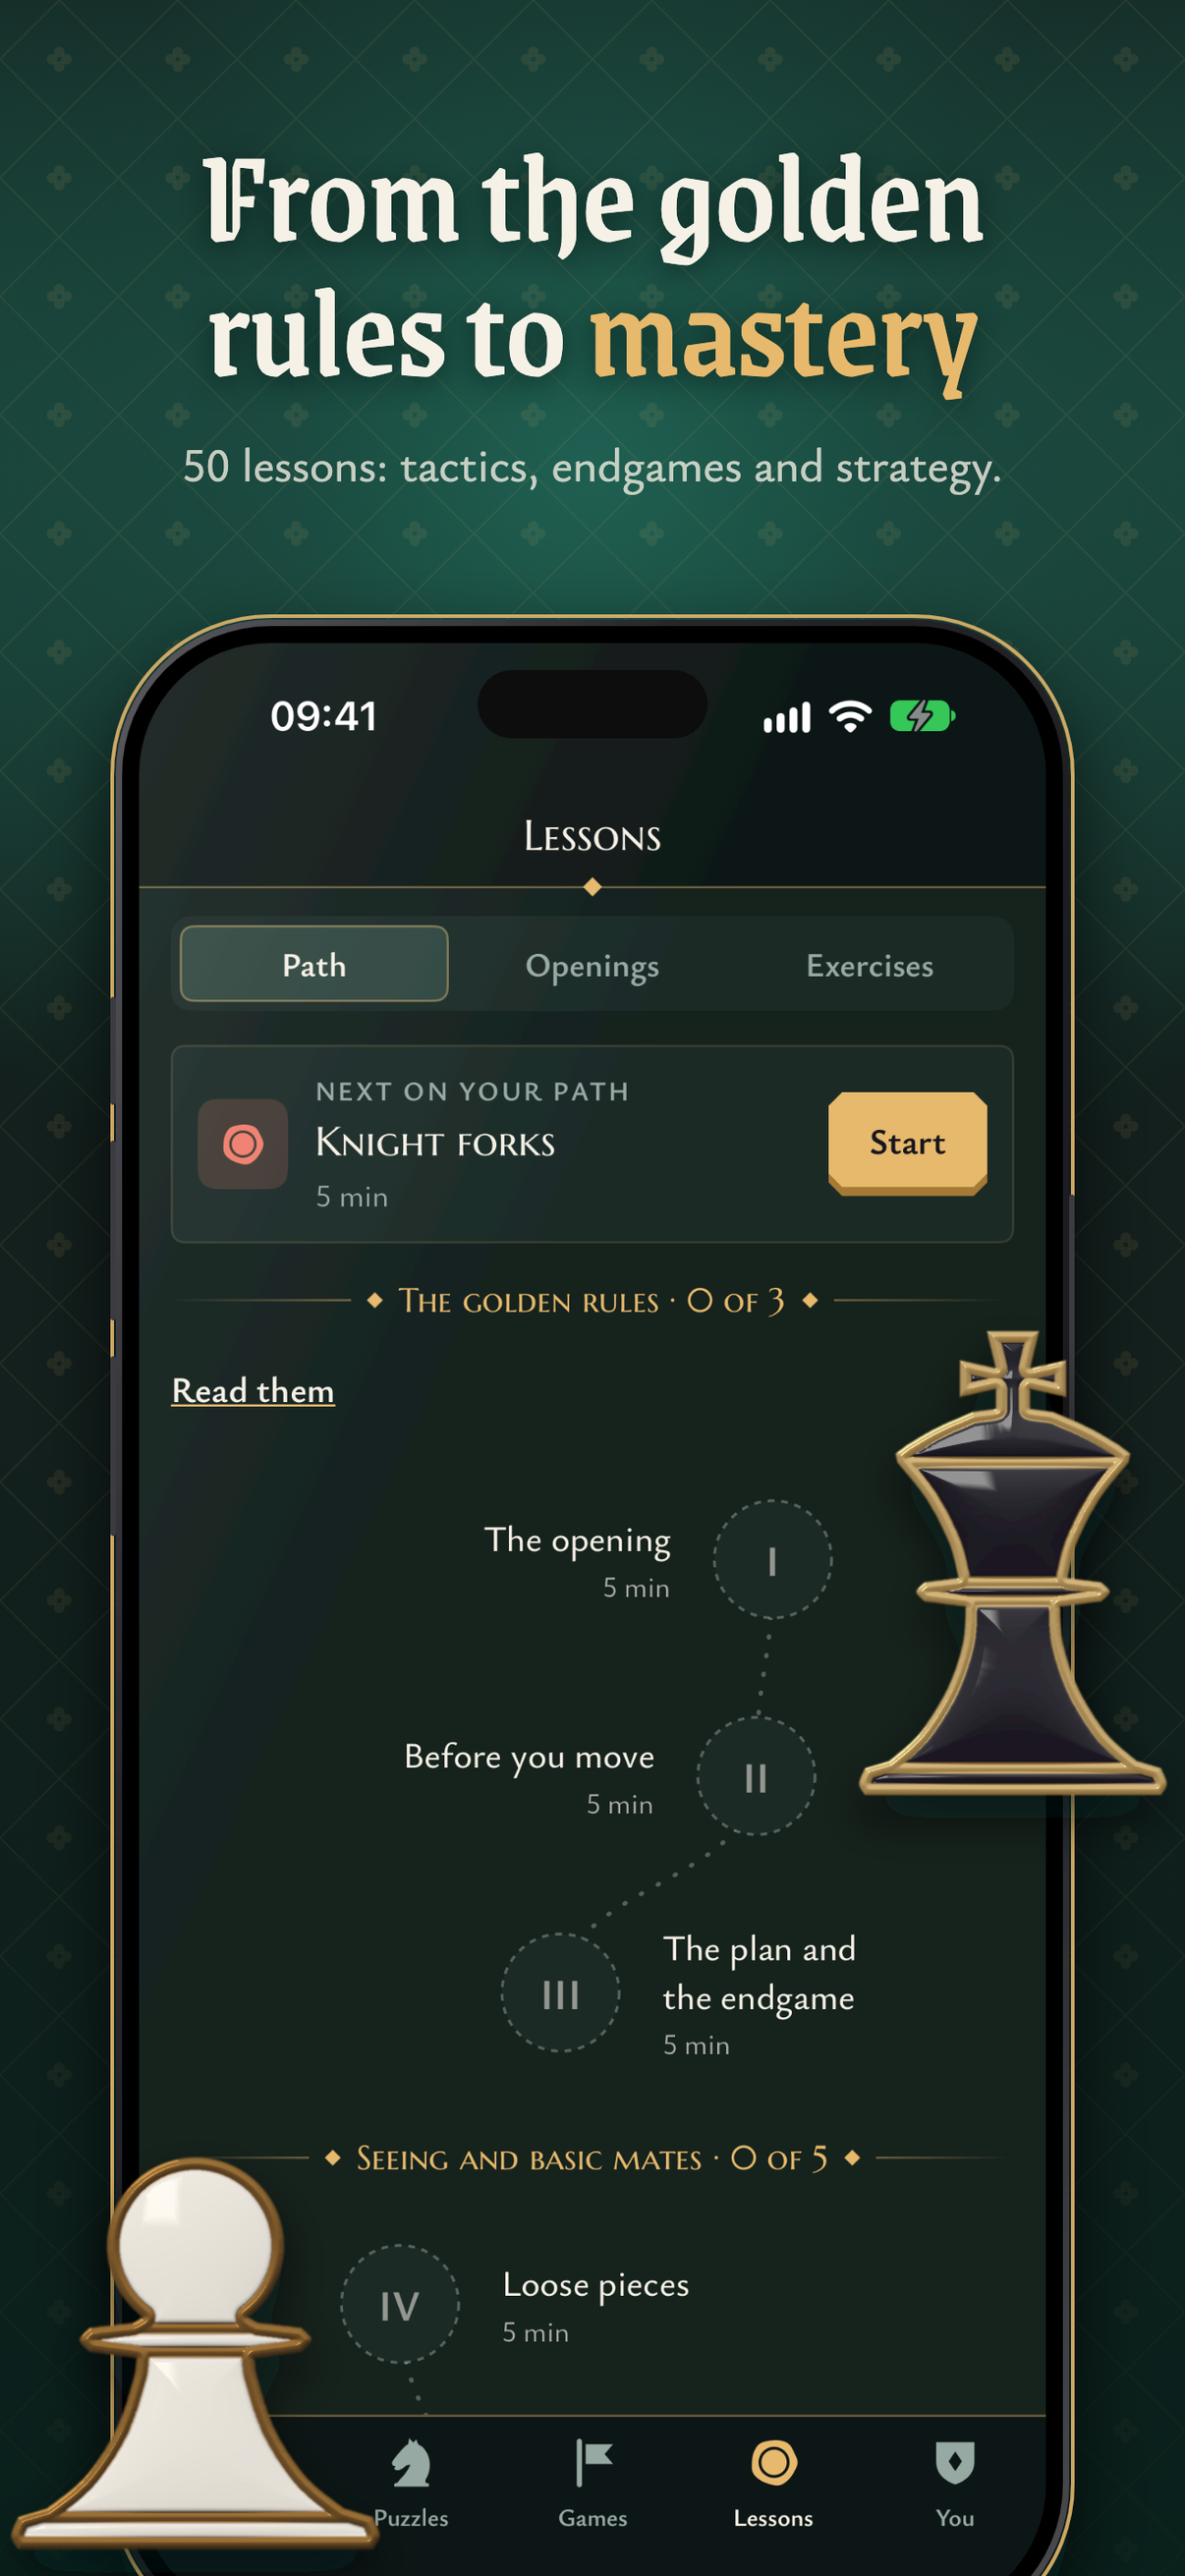 From the golden
rules to mastery
50 lessons: tactics, endgames and strategy.
09:41
Lessons
Path
Openings
Exercises
NEXT ON YOUR PATH
Knight forks
5 min
Start
The golden rules · 0 of 3
Read them
The opening
5 min
I
Before you move
5 min
II
III
The plan and
the endgame
5 min
Seeing and basic mates · 0 of 5
IV
Loose pieces
5 min
Puzzles
Games
Lessons
You